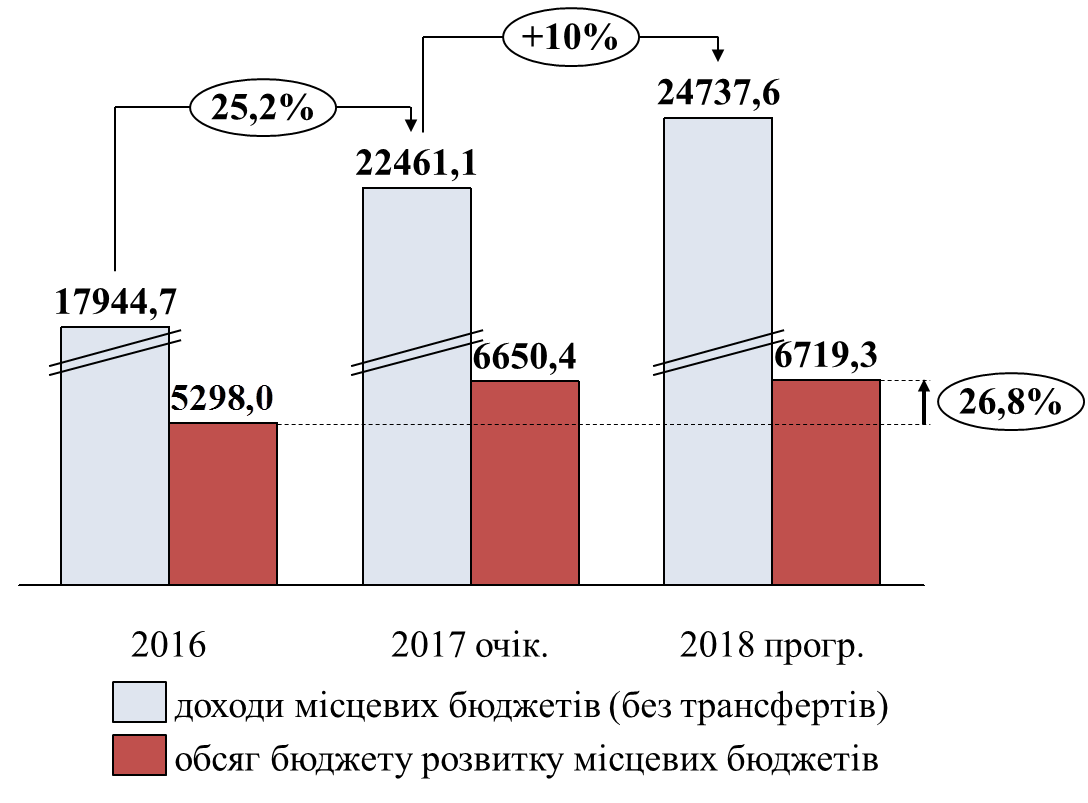 +10%
24737,6
25,2%
22461,1
17944,7
6650,4
6719,3
5298,0
26,8%
2016
2017 очік.
2018 прогр.
доходи місцевих бюджетів (без трансфертів)
обсяг бюджету розвитку місцевих бюджетів